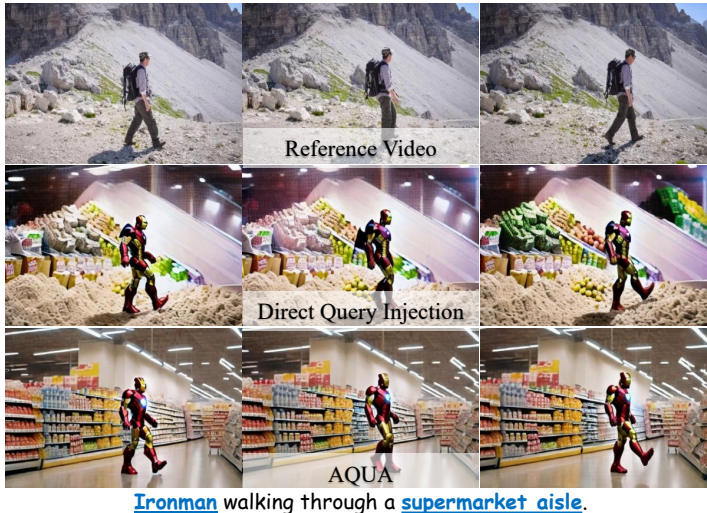 Reference Video
Direct Query Injection
AQUA
Ironman walking through a supermarket aisle.